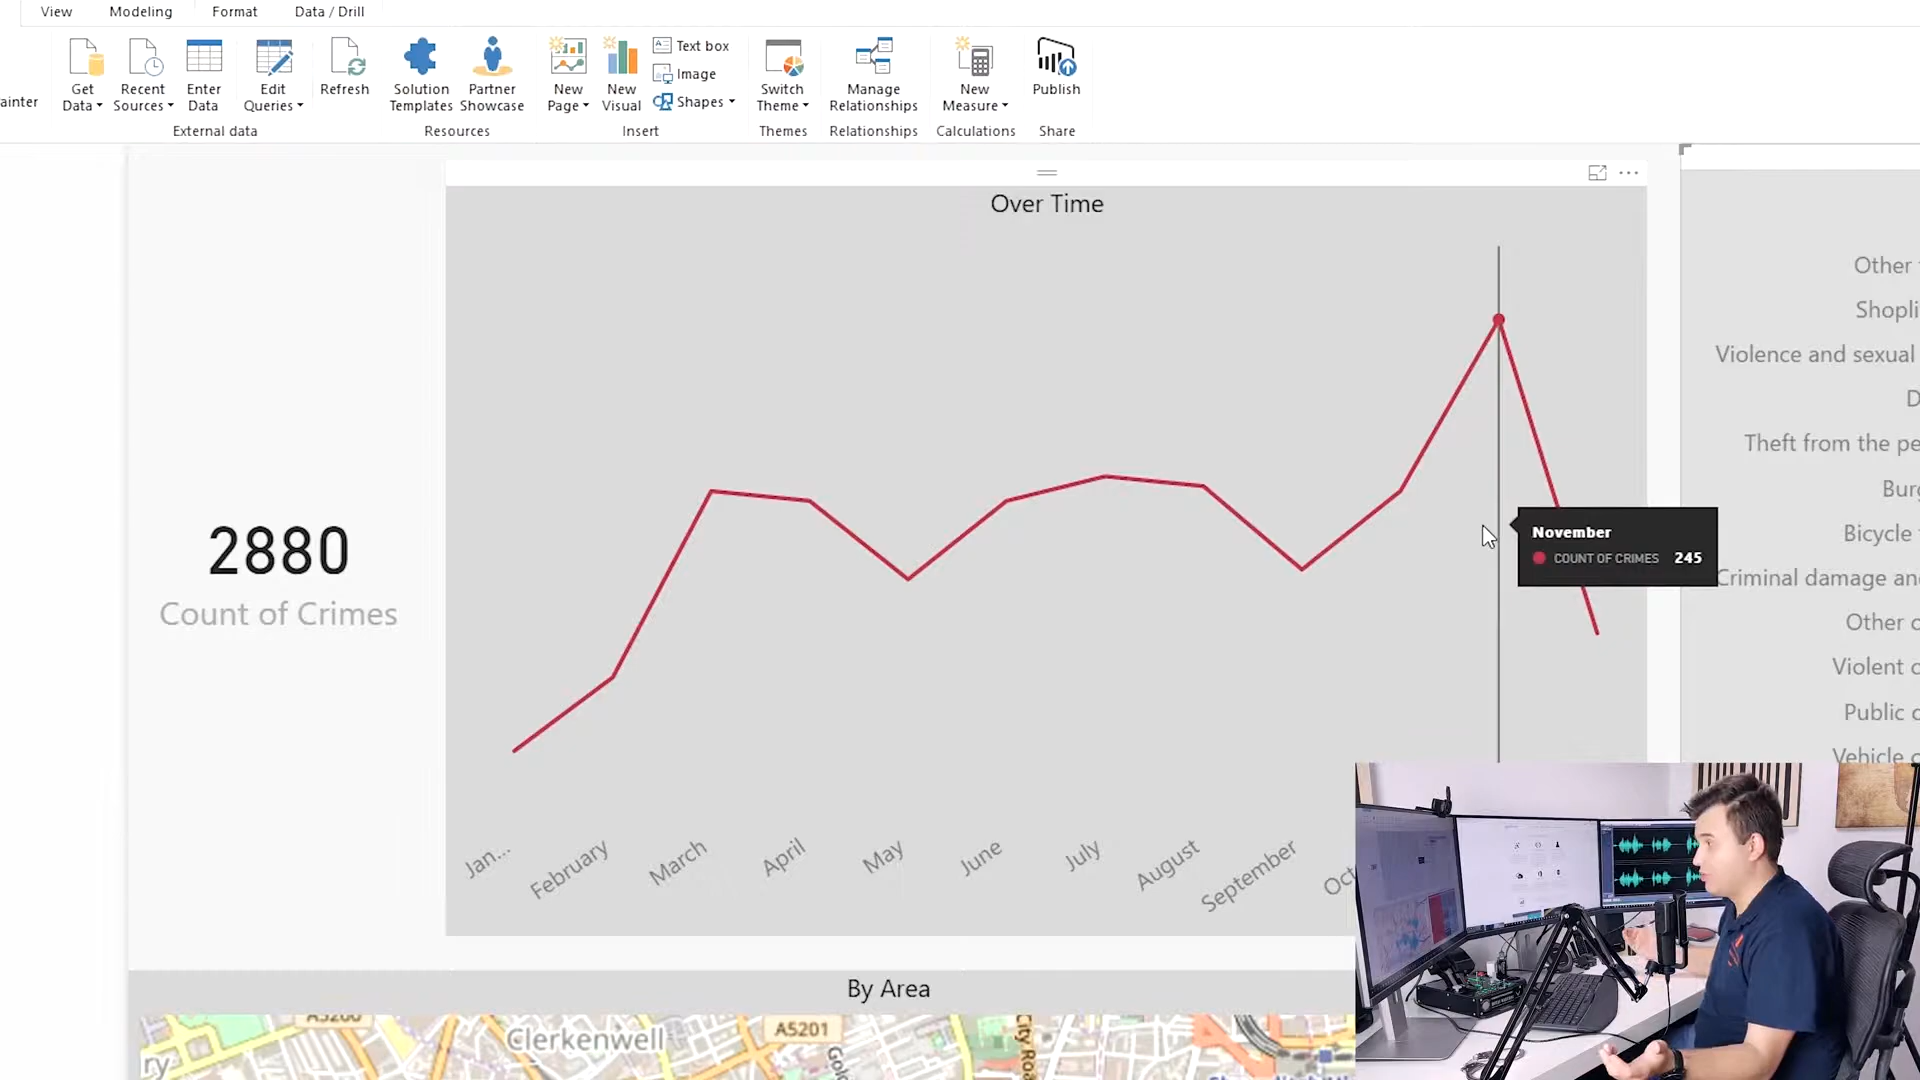 View Modeling Format Data / Drill
ainter
Get Data
Recent Sources
Enter Data
Edit Queries
Refresh
Solution Templates
Partner Showcase
New Page
New Visual
Text box
Image
Shapes
Switch Theme
Manage Relationships
New Measure
Publish
External data Resources Insert Themes Relationships Calculations Share
Over Time
2880
Count of Crimes
November
COUNT OF CRIMES 245
Jan... February March April May June July August September Oct
Other
Shopli
Violence and sexual
D
Theft from the pe
Burg
Bicycle
Criminal damage an
Other o
Violent c
Public o
Vehicle c
By Area
A5200
Clerkenwell
A5201
City Roa
ry